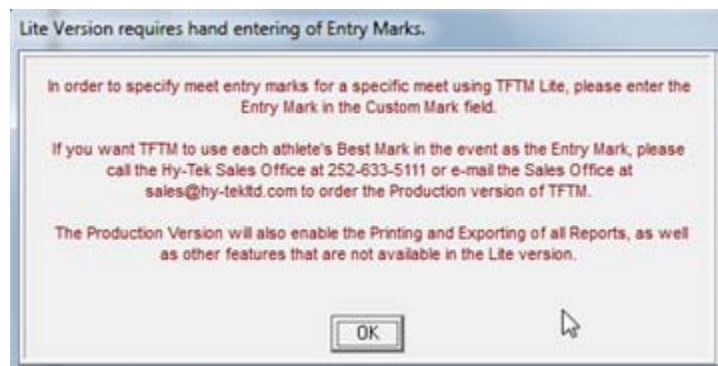 Lite Version requires hand entering of Entry Marks.
In order to specify meet entry marks for a specific meet using TFTM Lite, please enter the
Entry Mark in the Custom Mark field.
If you want TFTM to use each athlete's Best Mark in the event as the Entry Mark, please
call the Hy-Tek Sales Office at 252-633-5111 or e-mail the Sales Office at
sales@hy-tekltd.com to order the Production version of TFTM.
The Production Version will also enable the Printing and Exporting of all Reports, as well
as other features that are not available in the Lite version.
OK